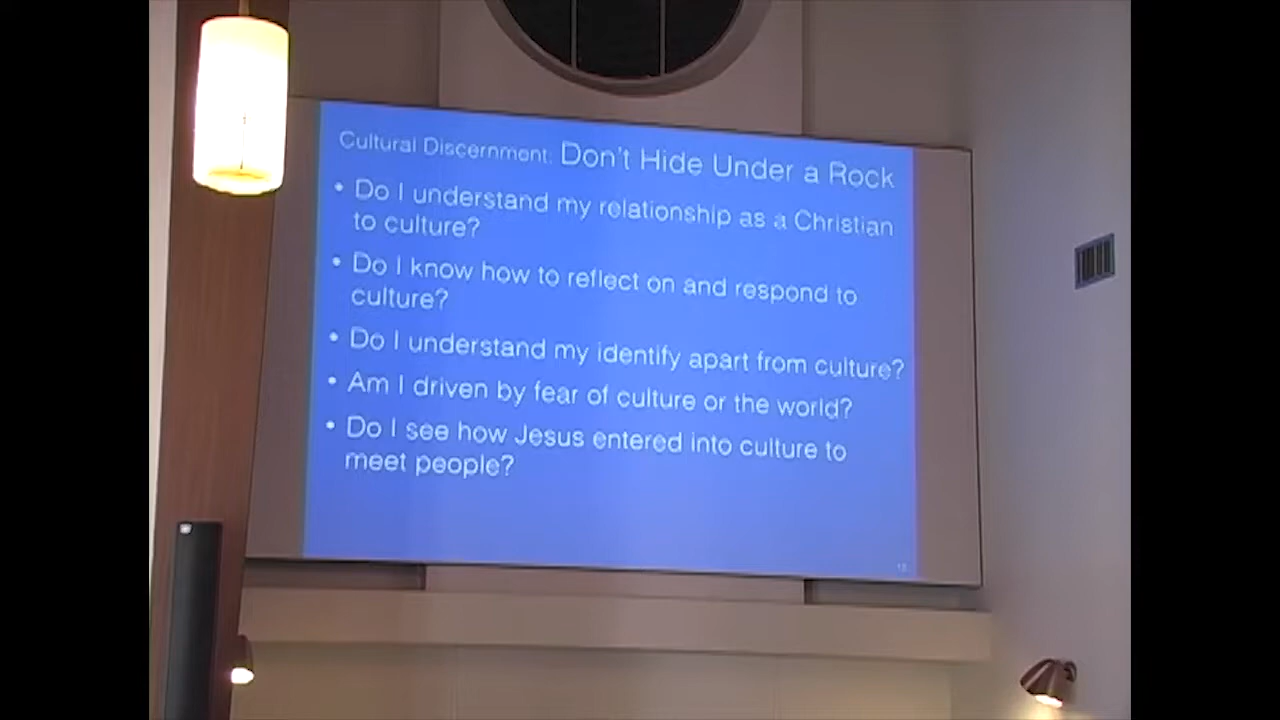 Cultural Discernment: Don't Hide Under a Rock
• Do I understand my relationship as a Christian
to culture?
• Do I know how to reflect on and respond to
culture?
• Do I understand my identify apart from culture?
• Am I driven by fear of culture or the world?
• Do I see how Jesus entered into culture to
meet people?